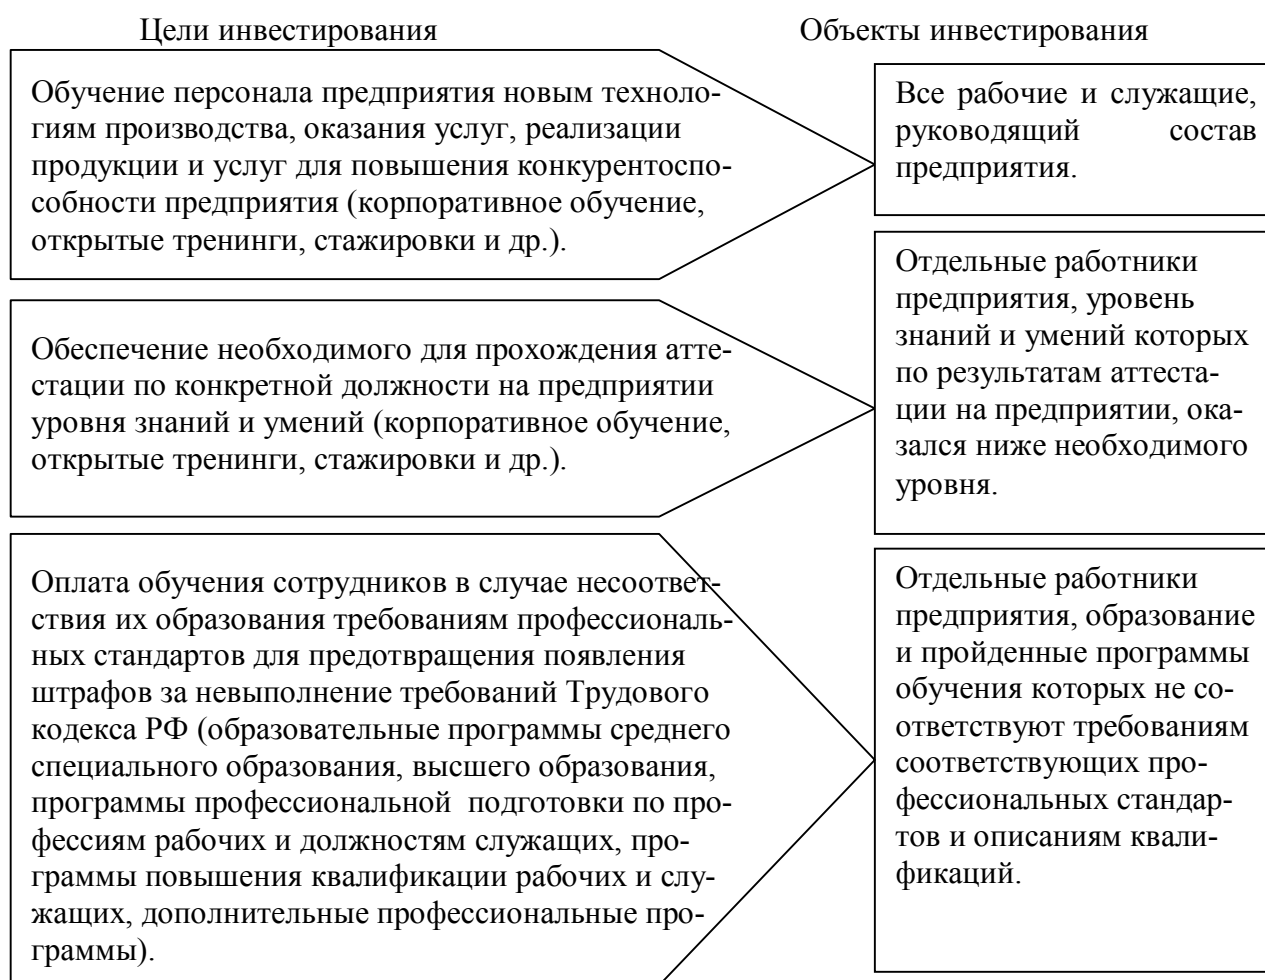 Цели инвестирования
Объекты инвестирования
Обучение персонала предприятия новым техноло-
гиям производства, оказания услуг, реализации
продукции и услуг для повышения конкурентоспо-
собности предприятия (корпоративное обучение,
открытые тренинги, стажировки и др.).
Все рабочие и служащие,
руководящий состав
предприятия.
Обеспечение необходимого для прохождения атте-
стации по конкретной должности на предприятии
уровня знаний и умений (корпоративное обучение,
открытые тренинги, стажировки и др.).
Отдельные работники
предприятия, уровень
знаний и умений которых
по результатам аттеста-
ции на предприятии, ока-
зался ниже необходимого
уровня.
Оплата обучения сотрудников в случае несоответ-
ствия их образования требованиям профессиональ-
ных стандартов для предотвращения появления
штрафов за невыполнение требований Трудового
кодекса РФ (образовательные программы среднего
специального образования, высшего образования,
программы профессиональной подготовки по про-
фессиям рабочих и должностям служащих, про-
граммы повышения квалификации рабочих и слу-
жащих, дополнительные профессиональные про-
граммы).
Отдельные работники
предприятия, образование
и пройденные программы
обучения которых не со-
ответствуют требованиям
соответствующих про-
фессиональных стандар-
тов и описаниям квали-
фикаций.